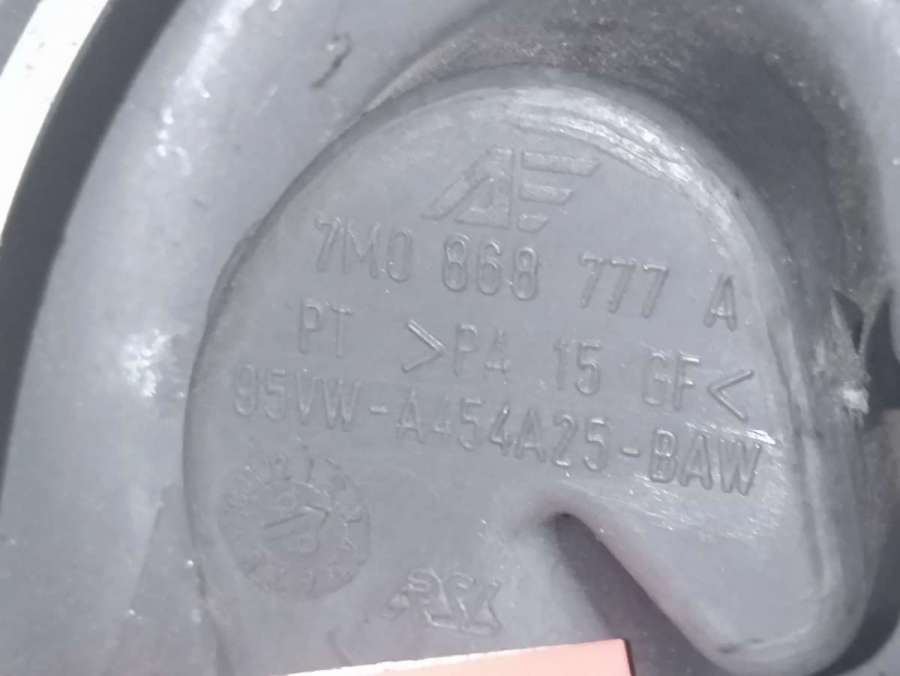 7M0 868 777 A
PT >PA 15 GF<
95VW-A454A25-BAW